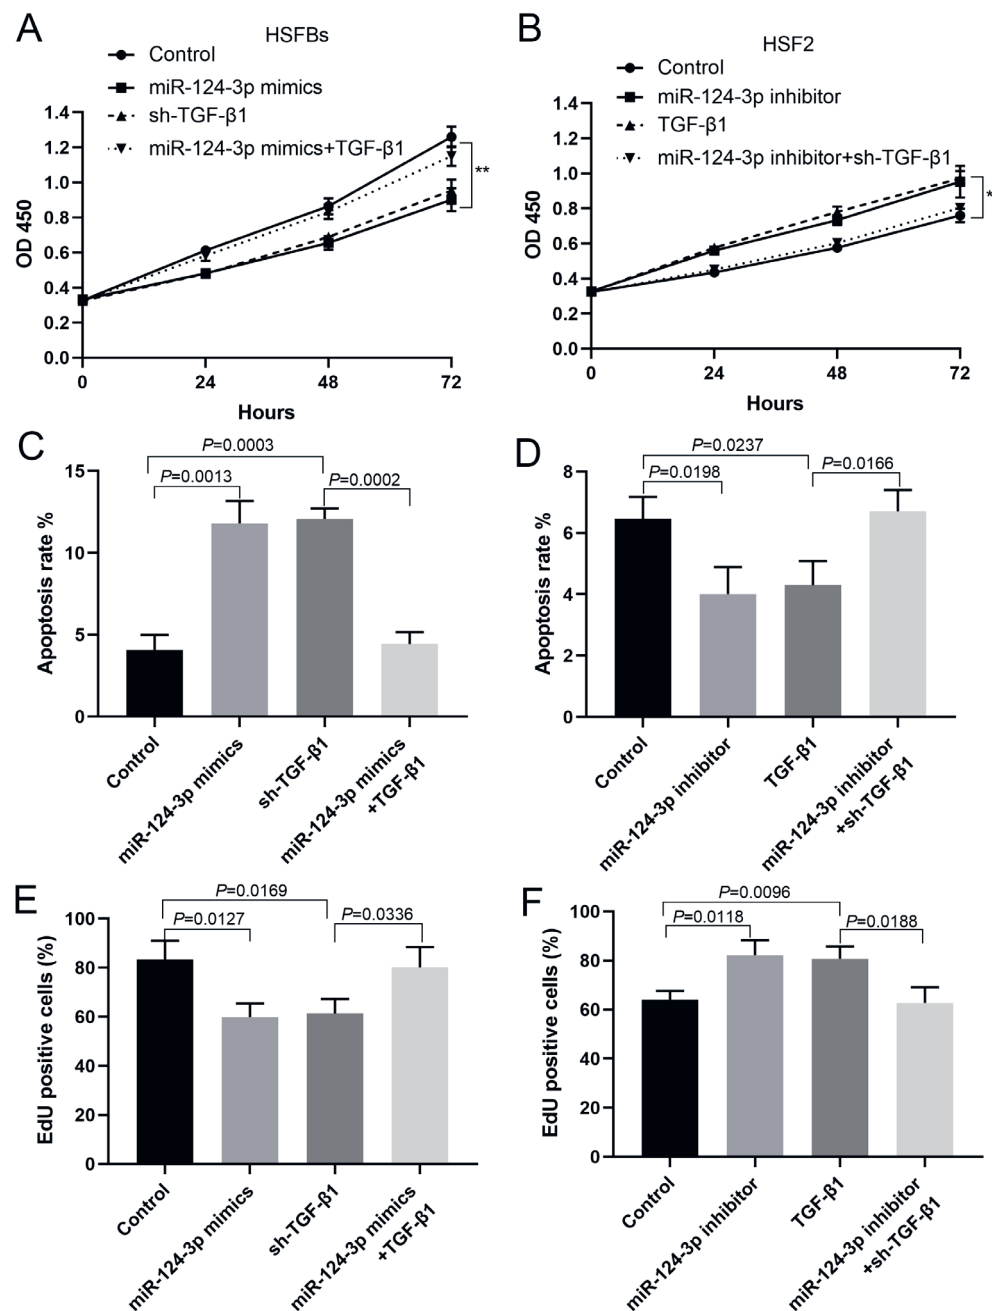 A
HSFBs
Control
miR-124-3p mimics
sh-TGF-β1
miR-124-3p mimics+TGF-β1
1.4
1.2
1.0
0.8
0.6
0.4
0.2
0.0
OD 450
**
0 24 48 72
Hours
B
HSF2
Control
miR-124-3p inhibitor
TGF-β1
miR-124-3p inhibitor+sh-TGF-β1
1.4
1.2
1.0
0.8
0.6
0.4
0.2
0.0
OD 450
*
0 24 48 72
Hours
C
P=0.0003
P=0.0013
P=0.0002
15
10
5
0
Apoptosis rate %
Control
miR-124-3p mimics
sh-TGF-β1
miR-124-3p mimics
+TGF-β1
D
P=0.0237
P=0.0198
P=0.0166
8
6
4
2
0
Apoptosis rate %
Control
miR-124-3p inhibitor
TGF-β1
miR-124-3p inhibitor
+sh-TGF-β1
E
P=0.0169
P=0.0127
P=0.0336
100
80
60
40
20
0
EdU positive cells (%)
Control
miR-124-3p mimics
sh-TGF-β1
miR-124-3p mimics
+TGF-β1
F
P=0.0096
P=0.0118
P=0.0188
100
80
60
40
20
0
EdU positive cells (%)
Control
miR-124-3p inhibitor
TGF-β1
miR-124-3p inhibitor
+sh-TGF-β1